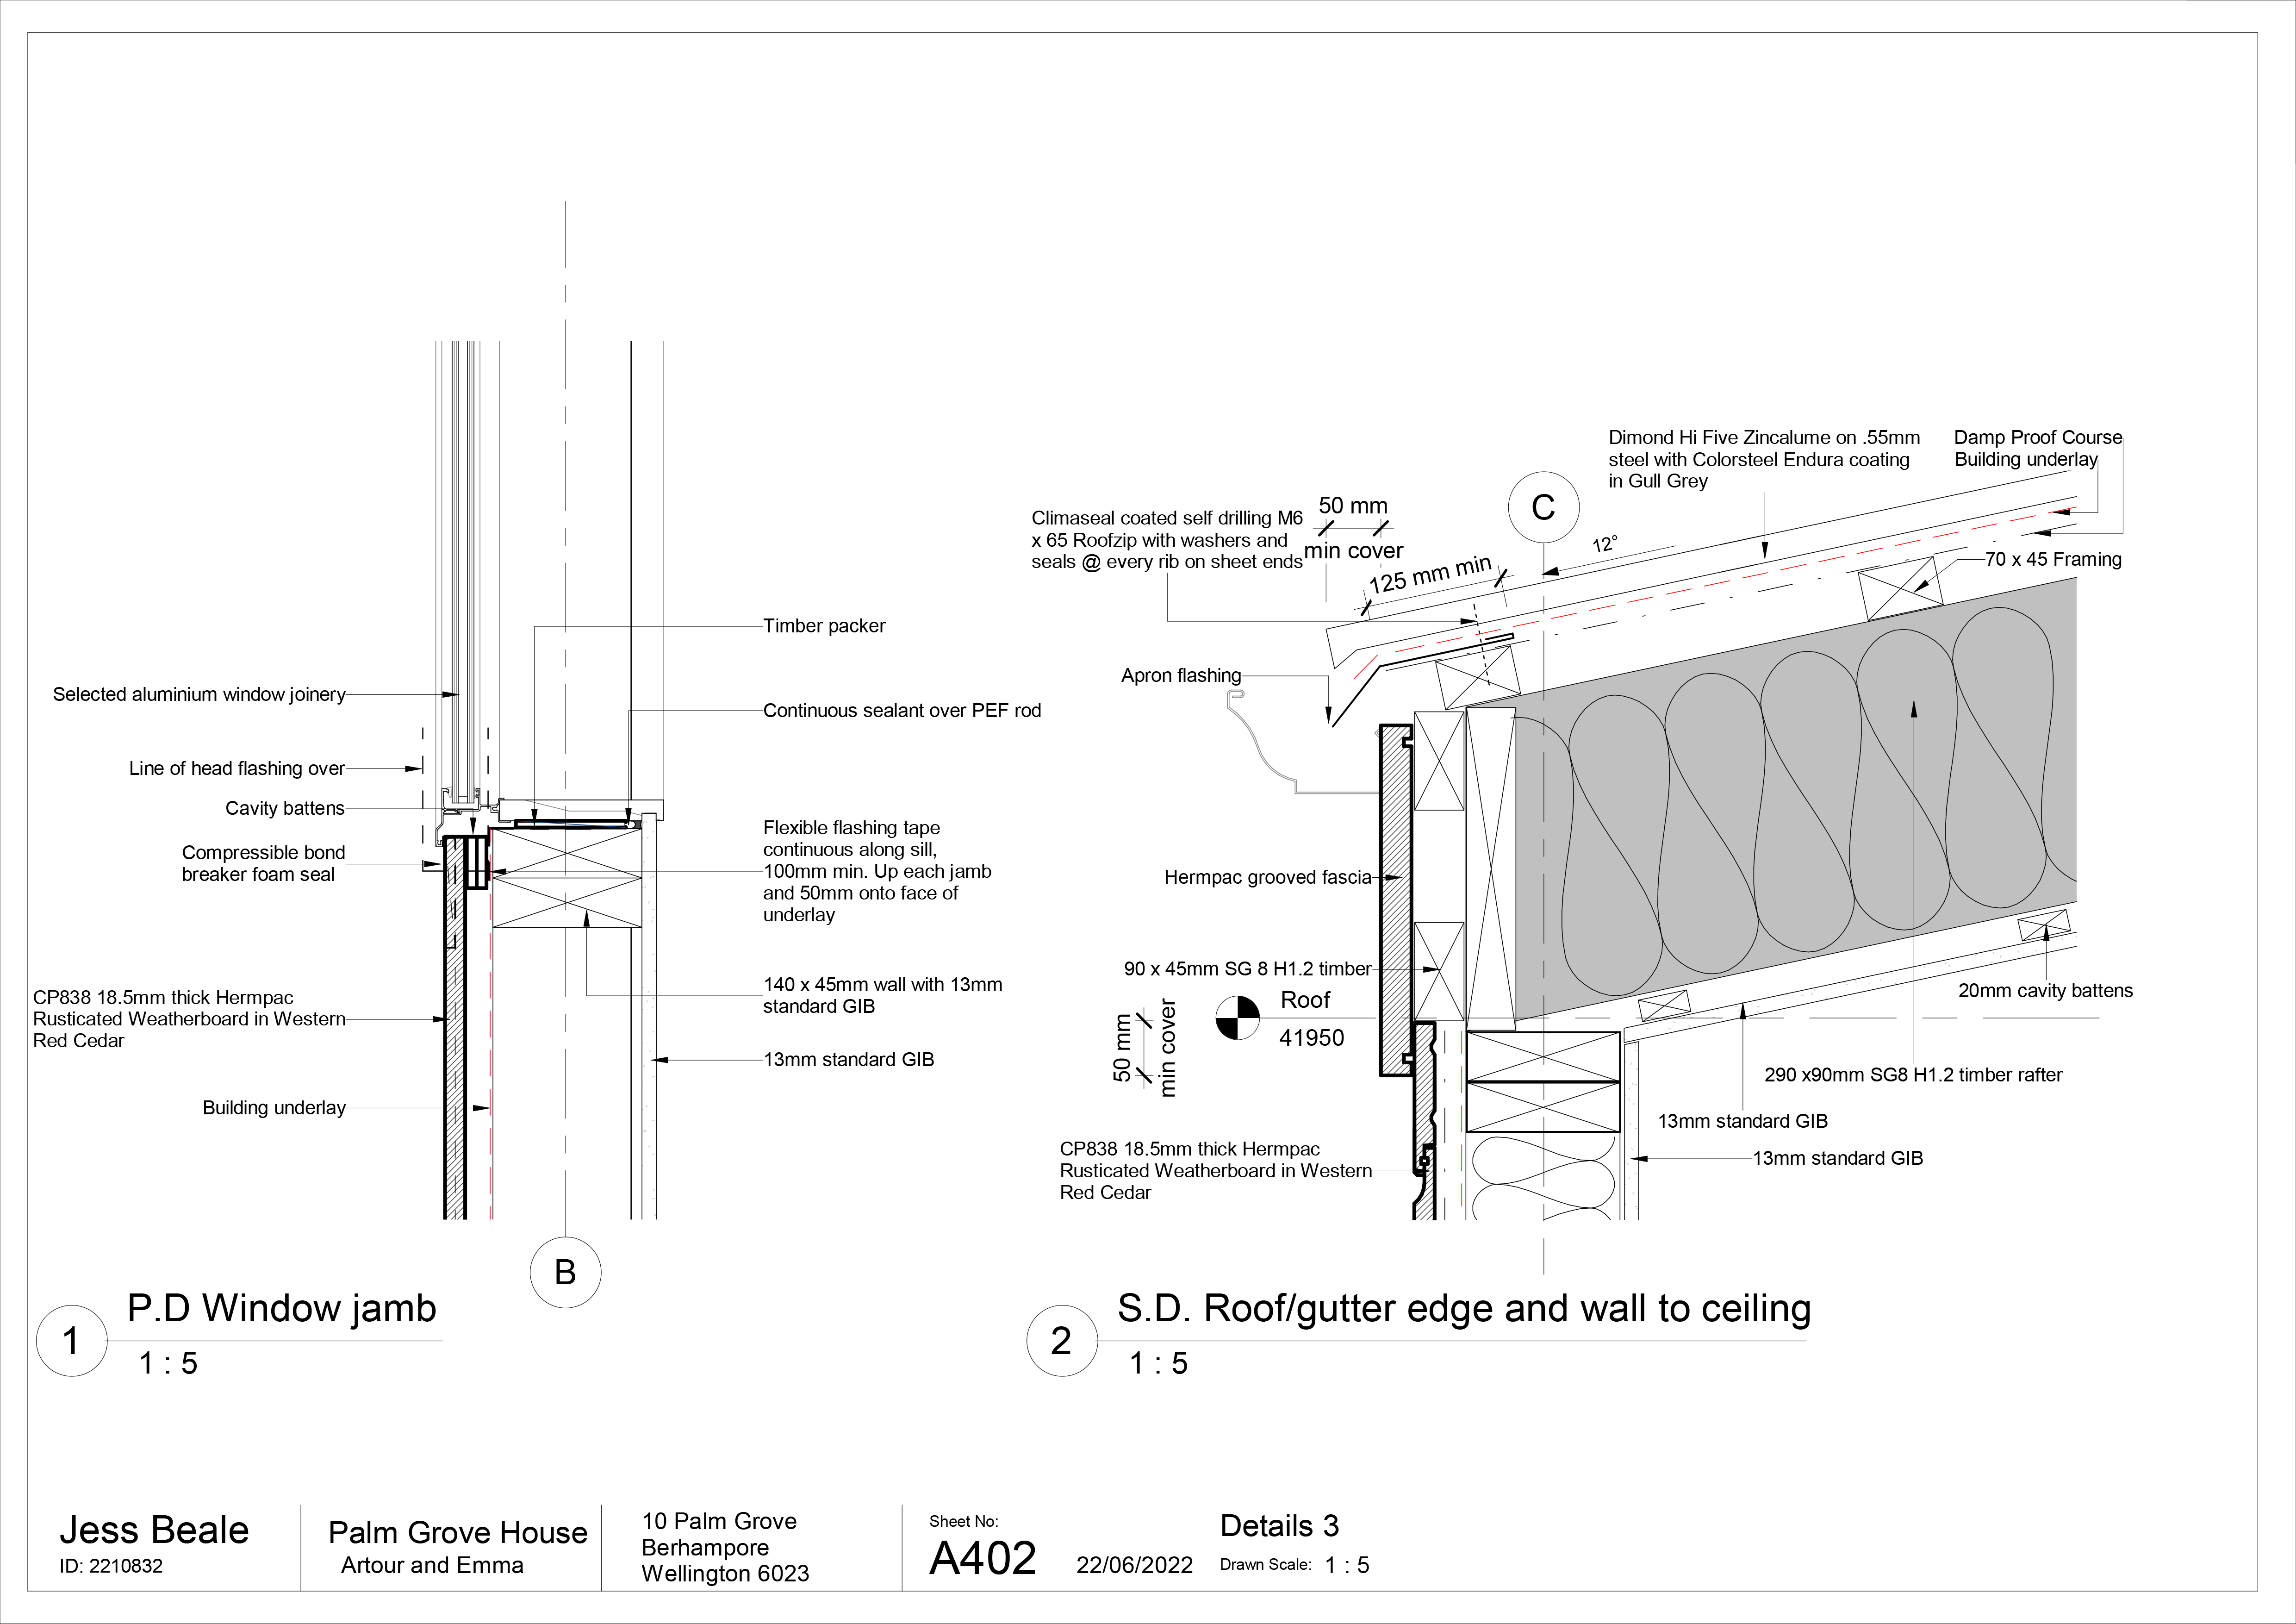 Timber packer
Selected aluminium window joinery
Continuous sealant over PEF rod
Line of head flashing over
Cavity battens
Compressible bond
breaker foam seal
Flexible flashing tape
continuous along sill,
100mm min. Up each jamb
and 50mm onto face of
underlay
CP838 18.5mm thick Hermpac
Rusticated Weatherboard in Western
Red Cedar
140 x 45mm wall with 13mm
standard GIB
13mm standard GIB
Building underlay
B
1
P.D Window jamb
1 : 5
Dimond Hi Five Zincalume on .55mm
steel with Colorsteel Endura coating
in Gull Grey
Damp Proof Course
Building underlay
C
50 mm
min cover
Climaseal coated self drilling M6
x 65 Roofzip with washers and
seals @ every rib on sheet ends
125 mm min
12°
70 x 45 Framing
Apron flashing
Hermpac grooved fascia
90 x 45mm SG 8 H1.2 timber
Roof
41950
50 mm
min cover
20mm cavity battens
290 x90mm SG8 H1.2 timber rafter
13mm standard GIB
13mm standard GIB
CP838 18.5mm thick Hermpac
Rusticated Weatherboard in Western
Red Cedar
2
S.D. Roof/gutter edge and wall to ceiling
1 : 5
Jess Beale
ID: 2210832
Palm Grove House
Artour and Emma
10 Palm Grove
Berhampore
Wellington 6023
Sheet No:
A402
22/06/2022
Details 3
Drawn Scale: 1 : 5